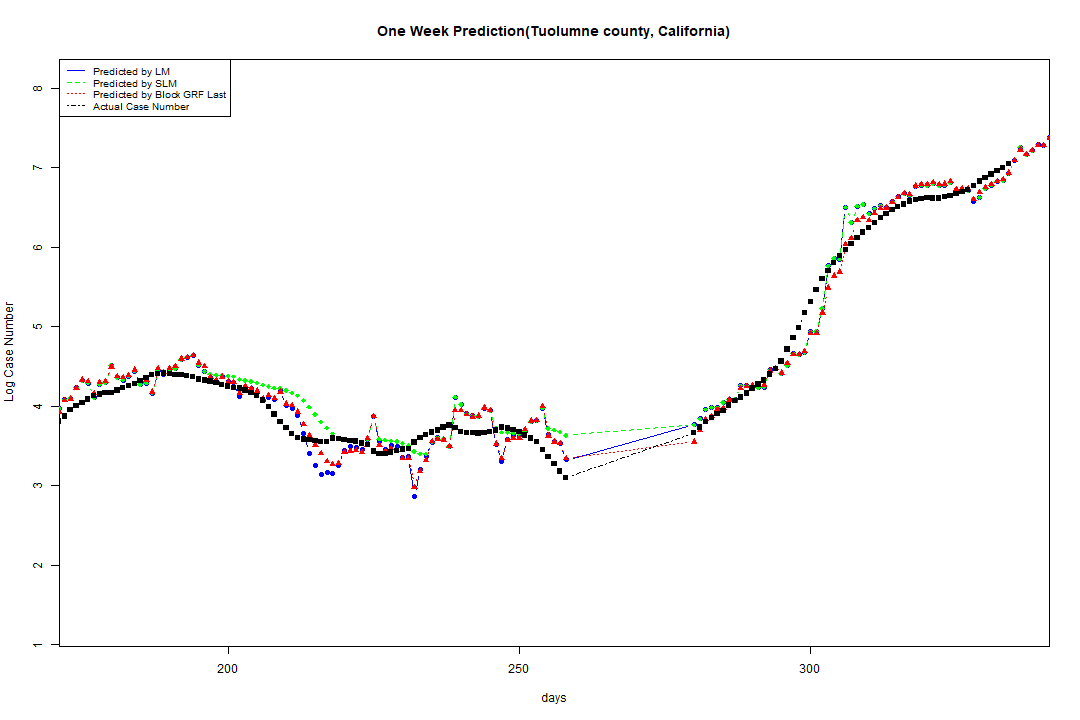 One Week Prediction(Tuolumne county, California)
Predicted by LM
Predicted by SLM
Predicted by Block GRF Last
Actual Case Number
8
7
6
5
4
3
2
1
Log Case Number
200
250
300
days